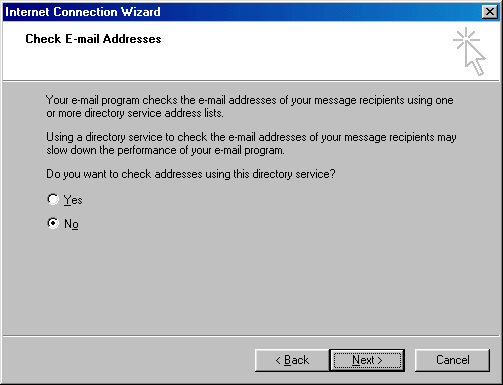 Internet Connection Wizard
Check E-mail Addresses
Your e-mail program checks the e-mail addresses of your message recipients using one
or more directory service address lists.
Using a directory service to check the e-mail addresses of your message recipients may
slow down the performance of your e-mail program.
Do you want to check addresses using this directory service?
Yes
No
< Back
Next >
Cancel